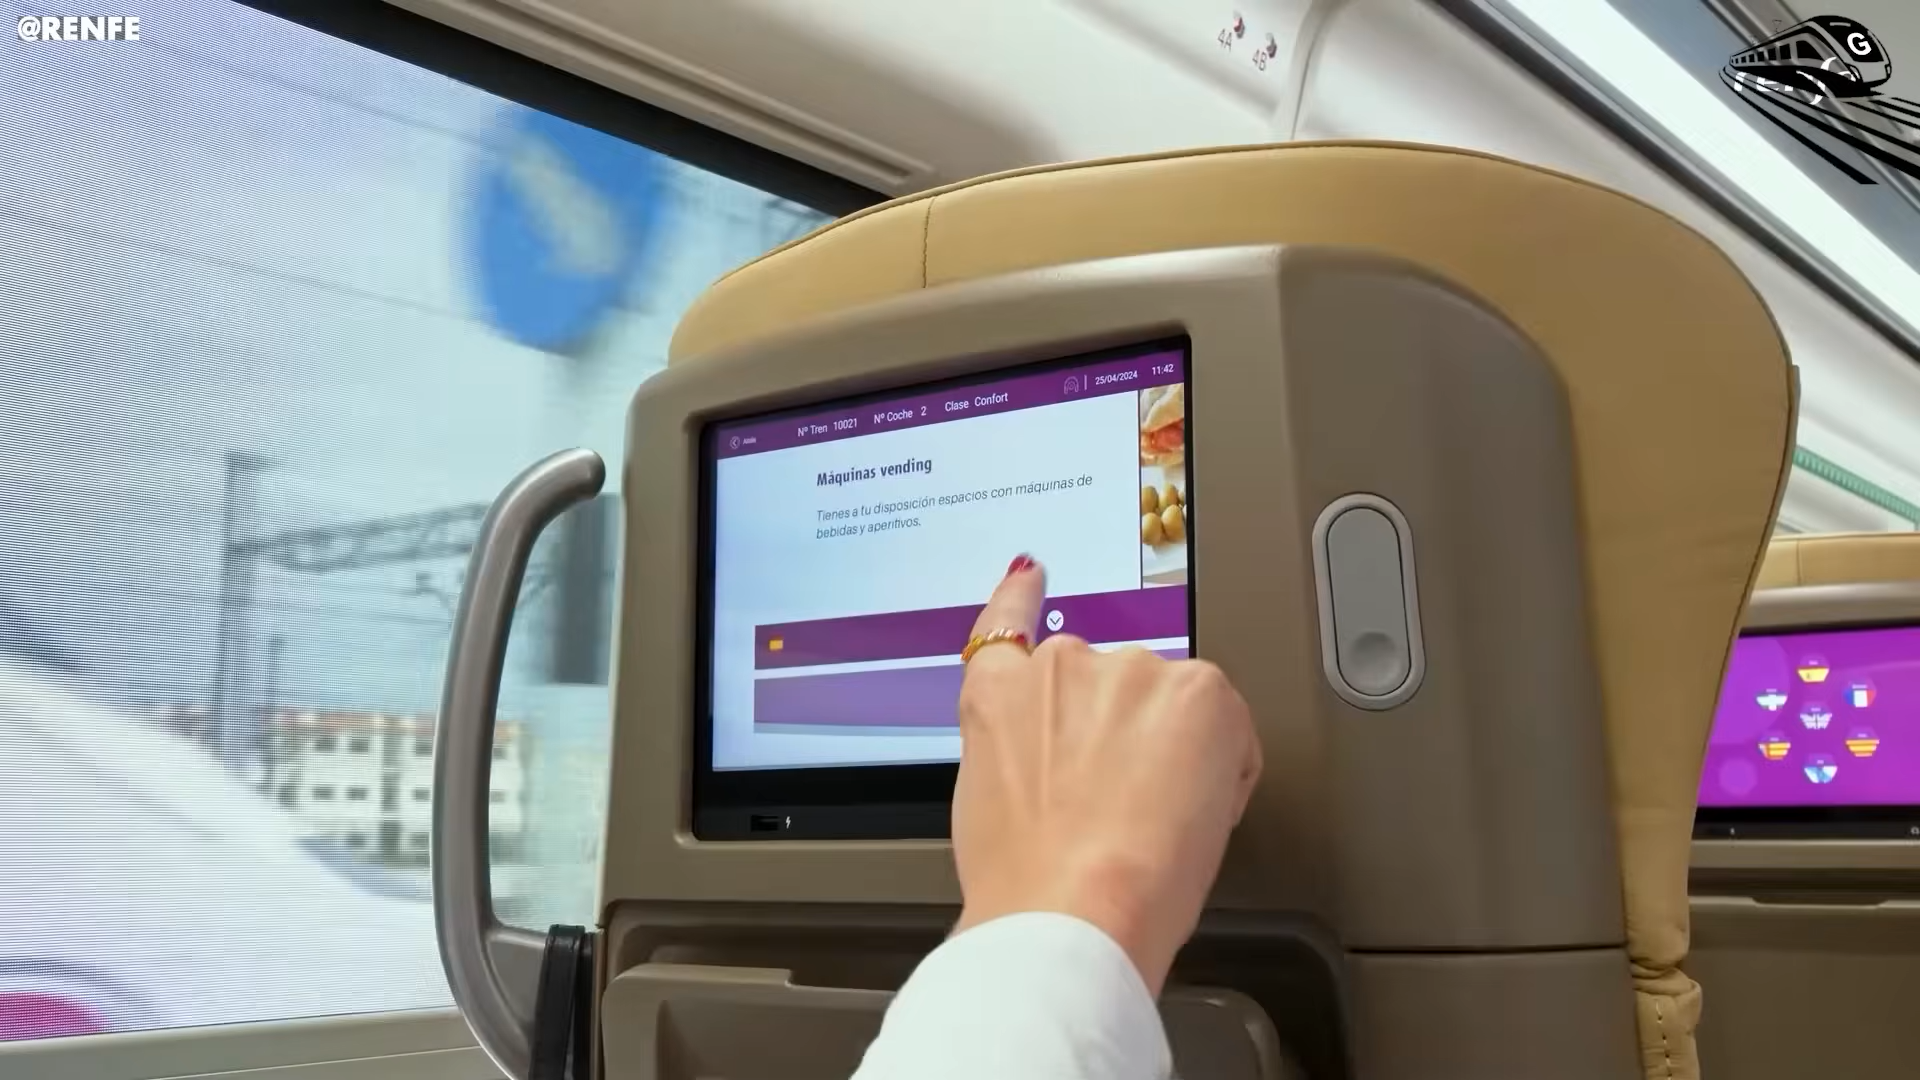 @RENFE
4A
4B
G
renfe
Atrás
Nº Tren 10021 Nº Coche 2 Clase Confort 25/04/2024 11:42
Máquinas vending
Tienes a tu disposición espacios con máquinas de
bebidas y aperitivos.